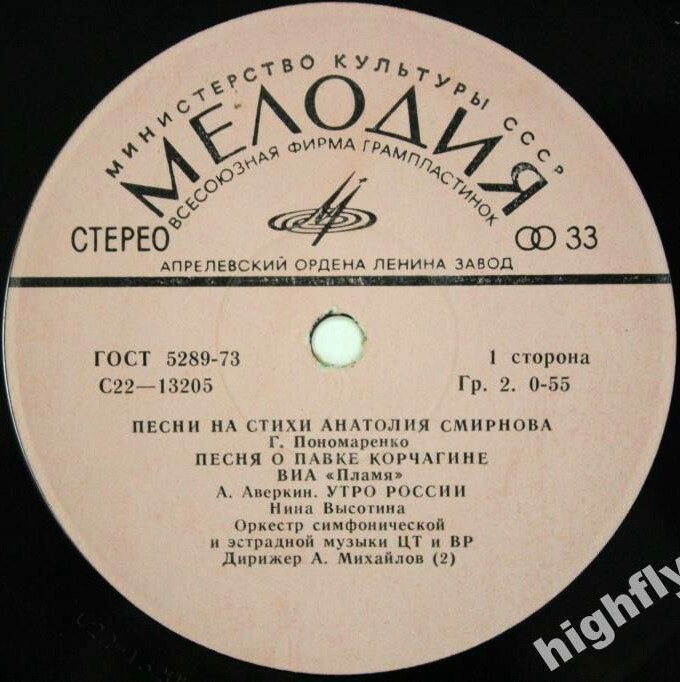 МИНИСТЕРСТВО КУЛЬТУРЫ СССР
МЕЛОДИЯ
ВСЕСОЮЗНАЯ ФИРМА ГРАМПЛАСТИНОК
СТЕРЕО
33
АПРЕЛЕВСКИЙ ОРДЕНА ЛЕНИНА ЗАВОД
ГОСТ 5289-73
1 сторона
С22—13205
Гр. 2. 0-55
ПЕСНИ НА СТИХИ АНАТОЛИЯ СМИРНОВА
Г. Пономаренко
ПЕСНЯ О ПАВКЕ КОРЧАГИНЕ
ВИА «Пламя»
А. Аверкин. УТРО РОССИИ
Нина Высотина
Оркестр симфонической
и эстрадной музыки ЦТ и ВР
Дирижер А. Михайлов (2)
highfly